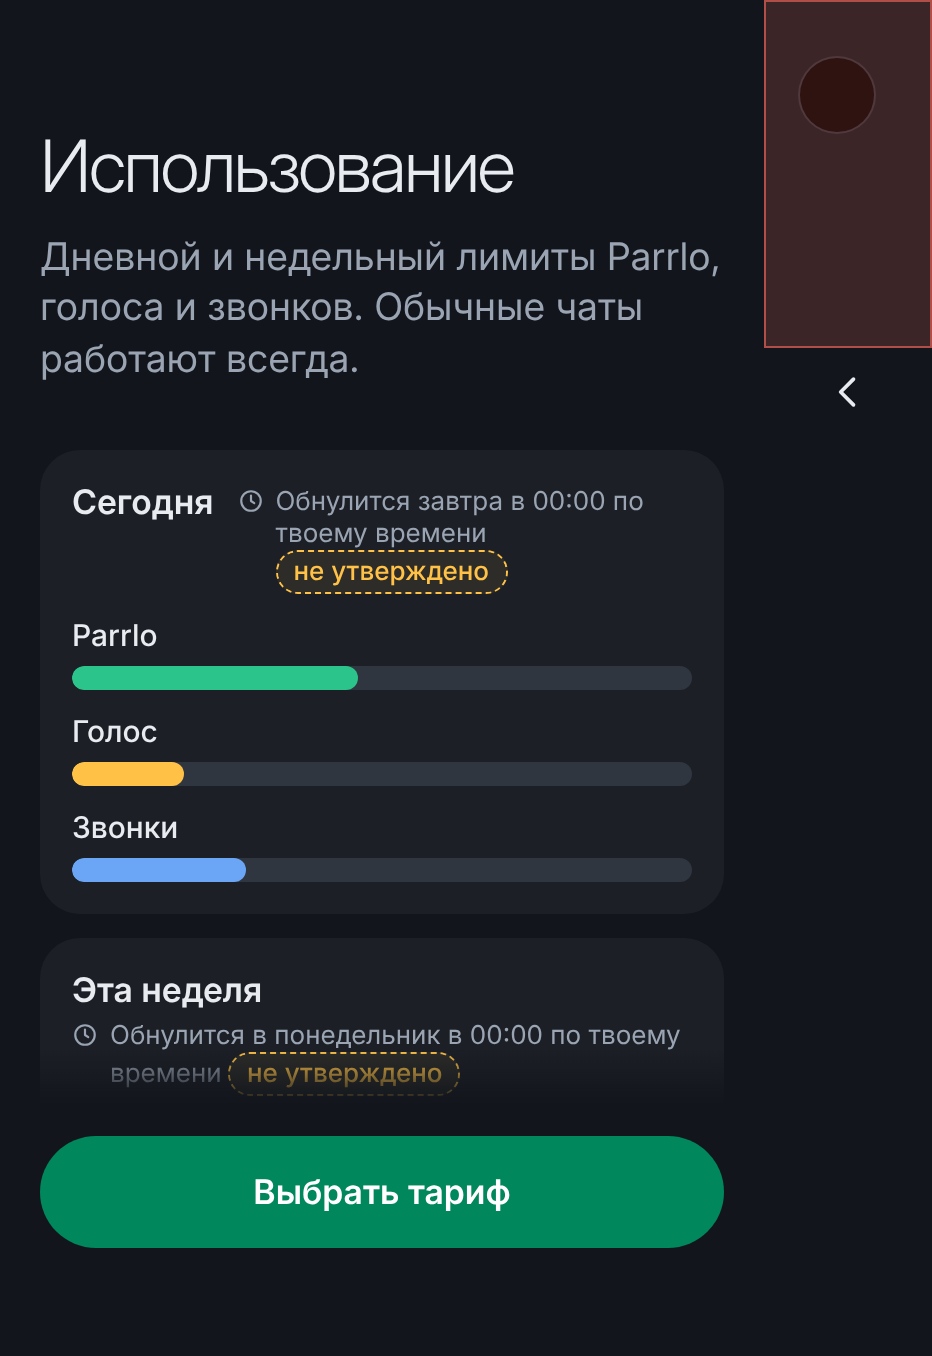 Использование
Дневной и недельный лимиты Parrlo,
голоса и звонков. Обычные чаты
работают всегда.
Сегодня
Обнулится завтра в 00:00 по
твоему времени
не утверждено
Parrlo
Голос
Звонки
Эта неделя
Обнулится в понедельник в 00:00 по твоему
времени не утверждено
Выбрать тариф